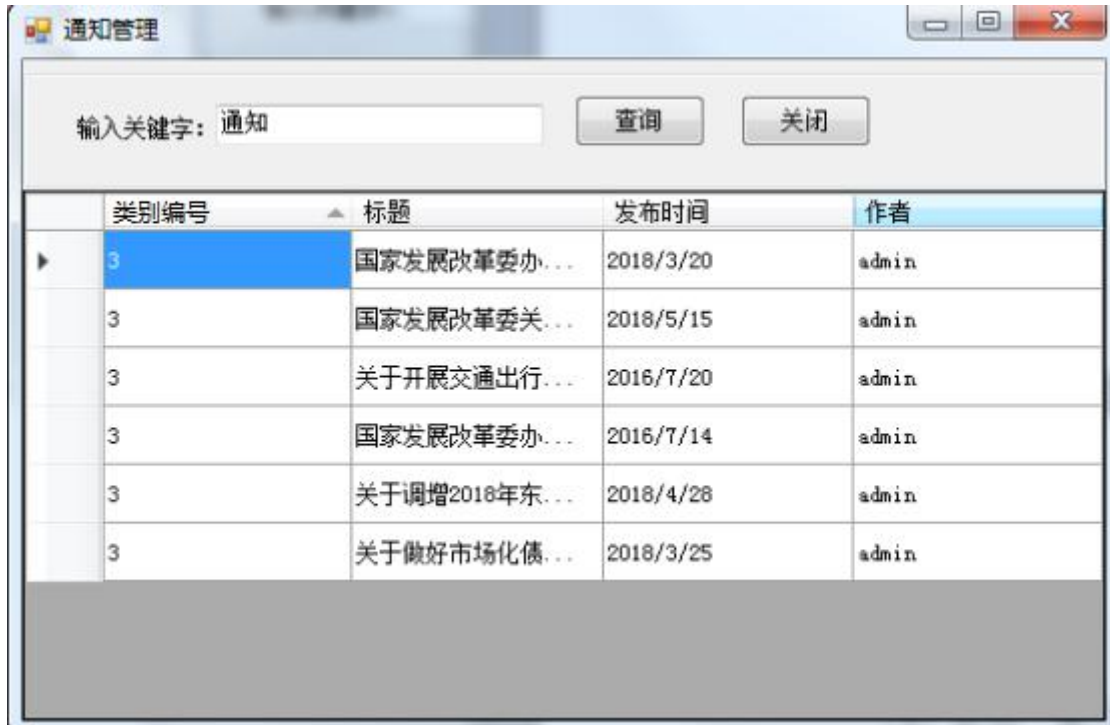 通知管理
输入关键字: 通知 查询 关闭
类别编号 标题 发布时间 作者
3 国家发展改革委办... 2018/3/20 admin
3 国家发展改革委关... 2018/5/15 admin
3 关于开展交通出行... 2016/7/20 admin
3 国家发展改革委办... 2016/7/14 admin
3 关于调增2018年东... 2018/4/28 admin
3 关于做好市场化债... 2018/3/25 admin